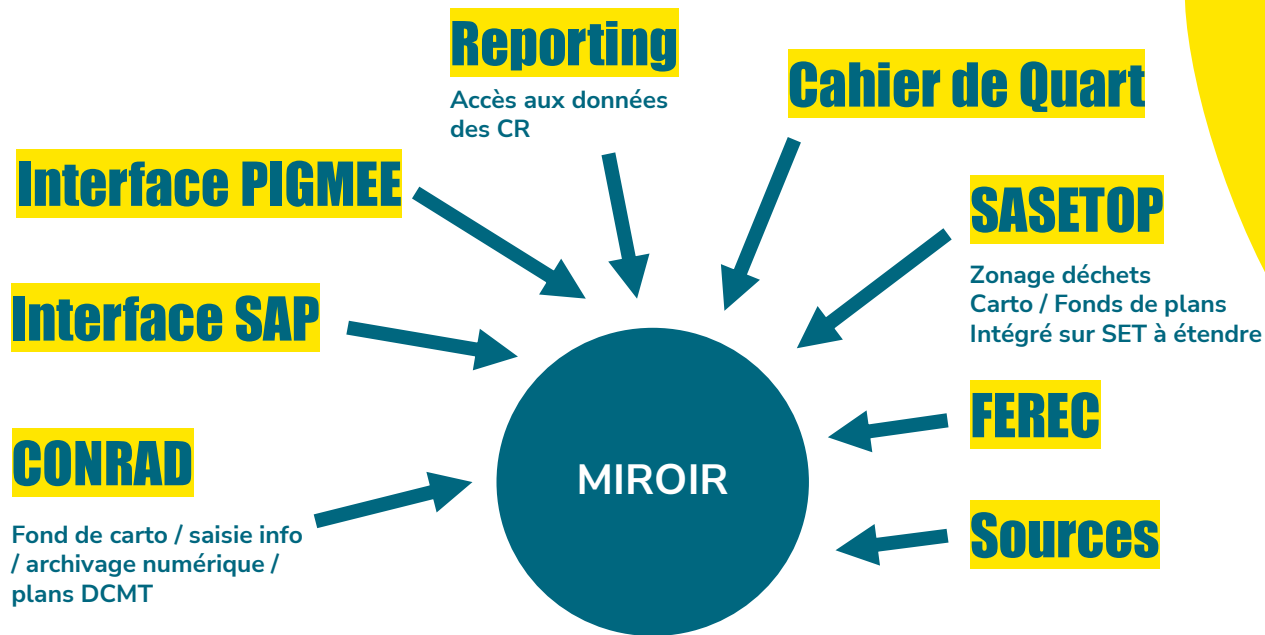 Reporting
Accès aux données
des CR
Cahier de Quart
Interface PIGMEE
SASETOP
Zonage déchets
Carto / Fonds de plans
Intégré sur SET à étendre
Interface SAP
FEREC
CONRAD
Fond de carto / saisie info
/ archivage numérique /
plans DCMT
MIROIR
Sources